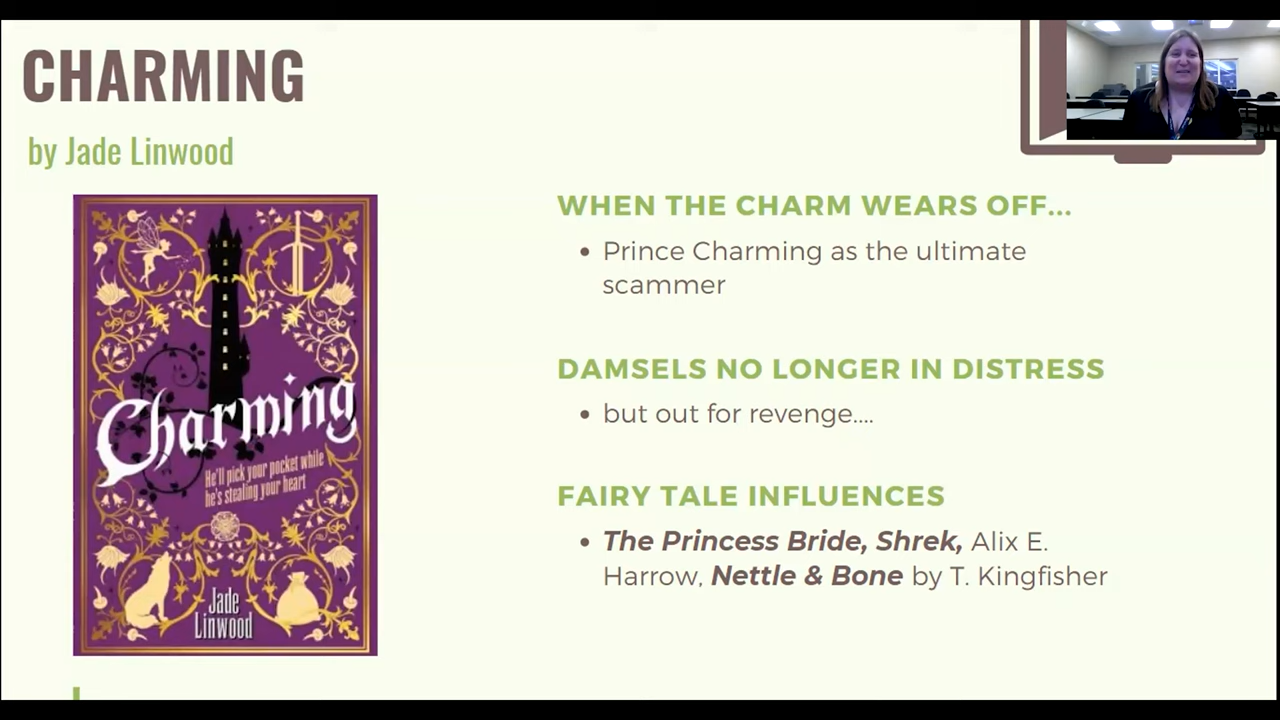 CHARMING
by Jade Linwood
Charming
He'll pick your pocket while
he's stealing your heart
Jade
Linwood
WHEN THE CHARM WEARS OFF...
• Prince Charming as the ultimate
scammer
DAMSELS NO LONGER IN DISTRESS
• but out for revenge....
FAIRY TALE INFLUENCES
• The Princess Bride, Shrek, Alix E.
Harrow, Nettle & Bone by T. Kingfisher